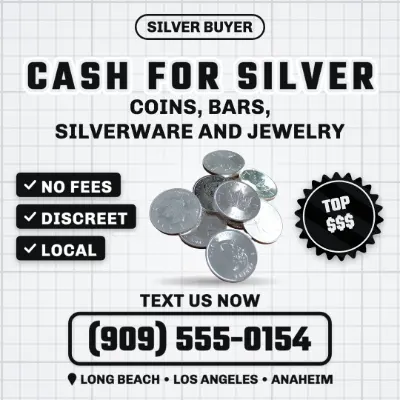 SILVER BUYER
CASH FOR SILVER
COINS, BARS,
SILVERWARE AND JEWELRY
NO FEES
DISCREET
LOCAL
TOP
$$$
TEXT US NOW
(909) 555-0154
LONG BEACH • LOS ANGELES • ANAHEIM